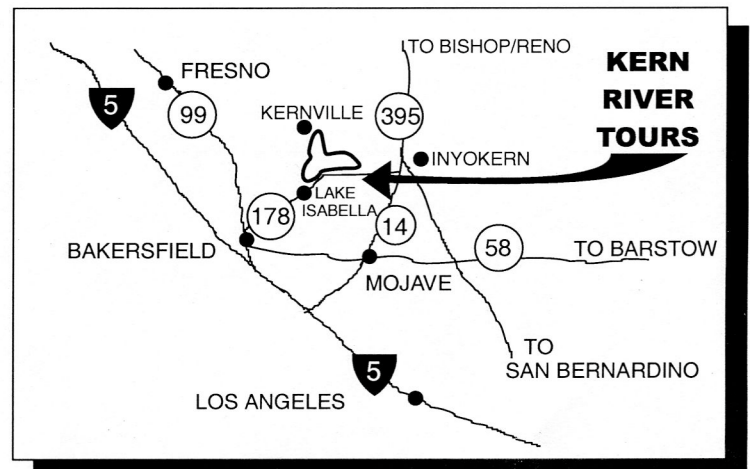 TO BISHOP/RENO
KERN
RIVER
TOURS
FRESNO
5
99
395
KERNVILLE
INYOKERN
LAKE
ISABELLA
178
14
58
BAKERSFIELD
TO BARSTOW
MOJAVE
TO
SAN BERNARDINO
5
LOS ANGELES